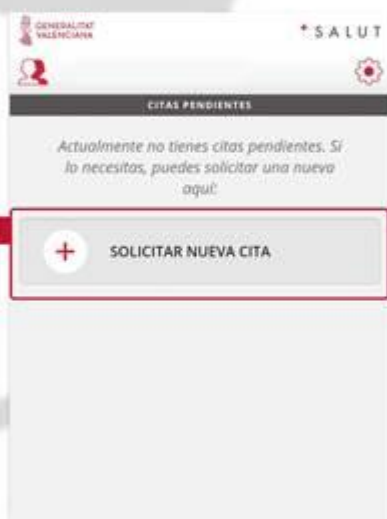 GENERALITAT
VALENCIANA
+SALUT
CITAS PENDIENTES
Actualmente no tienes citas pendientes. Si
lo necesitas, puedes solicitar una nueva
aquí:
+ SOLICITAR NUEVA CITA